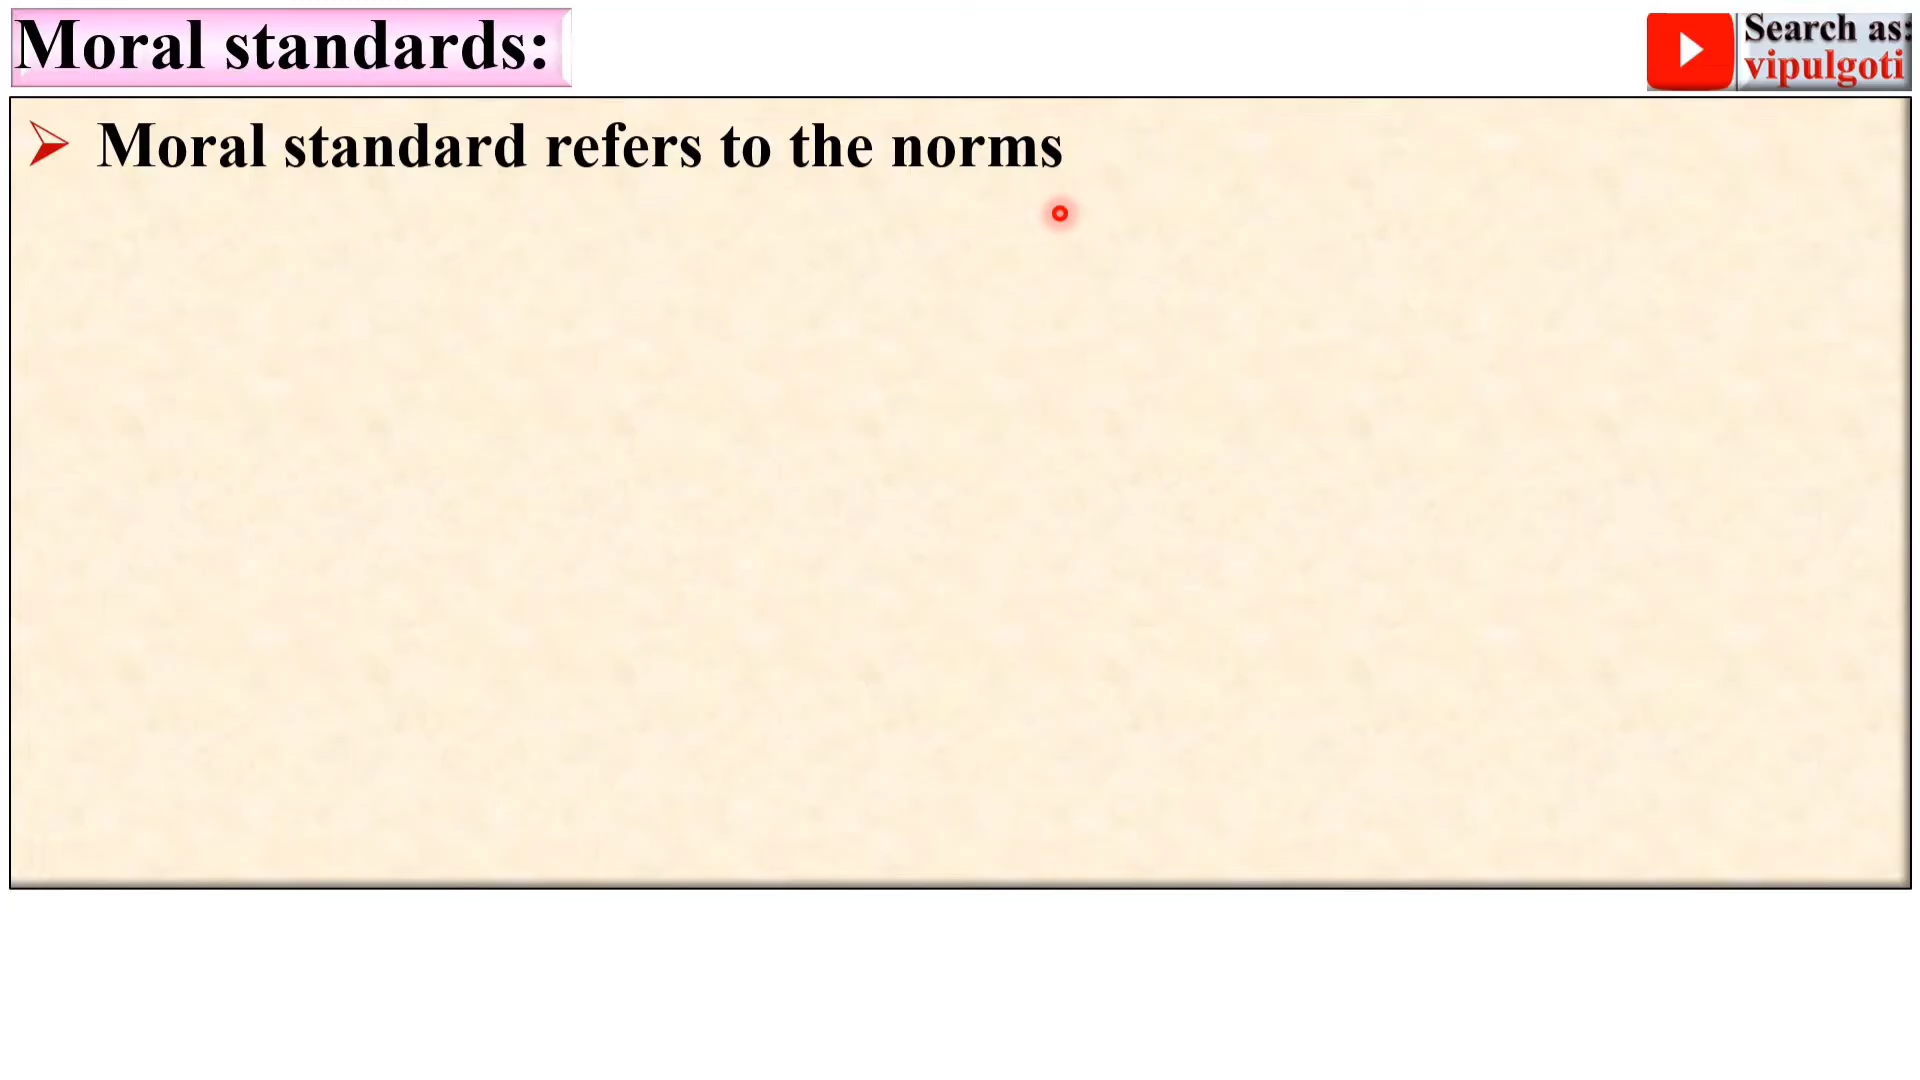 Moral standards:
Search as:
vipulgoti
Moral standard refers to the norms